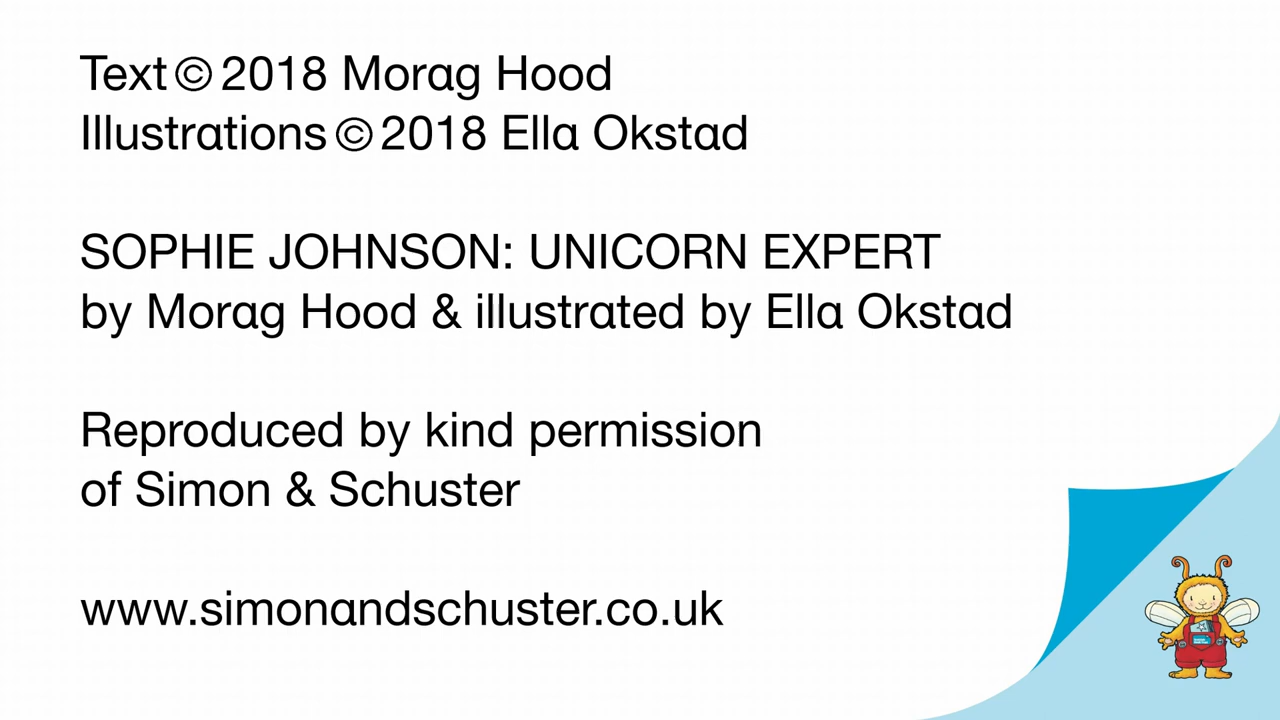 Text © 2018 Morag Hood
Illustrations © 2018 Ella Okstad
SOPHIE JOHNSON: UNICORN EXPERT
by Morag Hood & illustrated by Ella Okstad
Reproduced by kind permission
of Simon & Schuster
www.simonandschuster.co.uk